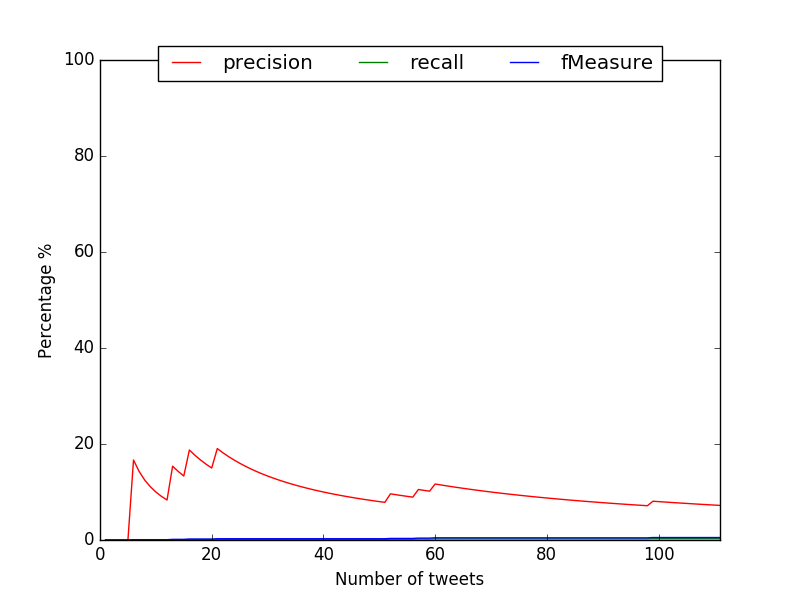 precision recall fMeasure
100
80
60
40
20
0
Percentage %
0 20 40 60 80 100
Number of tweets